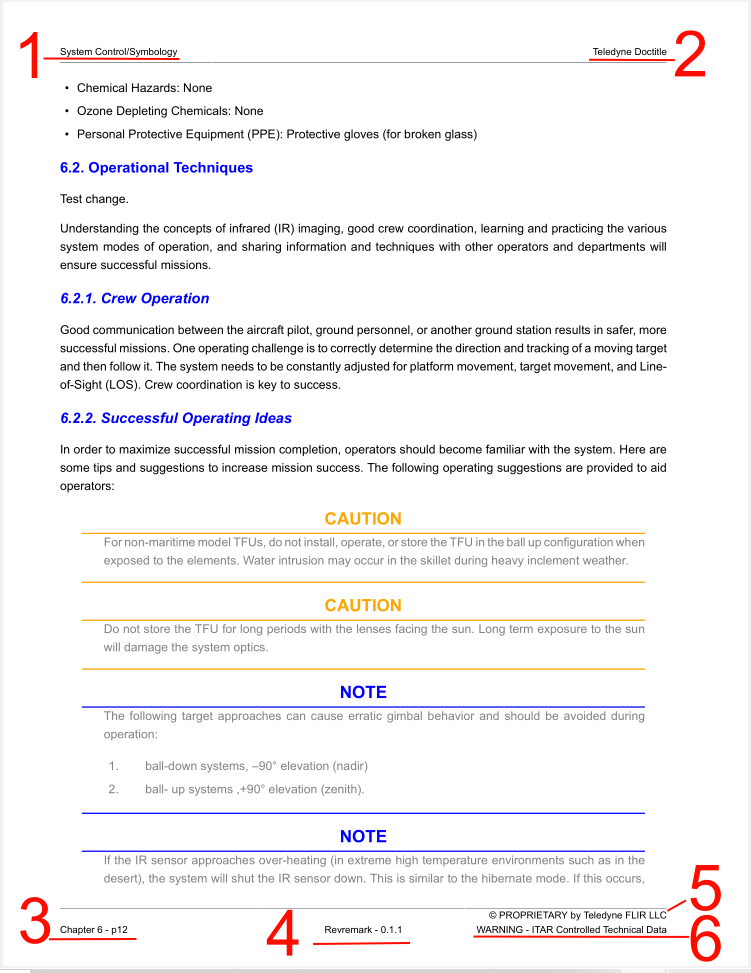 1 System Control/Symbology Teledyne Doctitle 2
• Chemical Hazards: None
• Ozone Depleting Chemicals: None
• Personal Protective Equipment (PPE): Protective gloves (for broken glass)
6.2. Operational Techniques
Test change.
Understanding the concepts of infrared (IR) imaging, good crew coordination, learning and practicing the various
system modes of operation, and sharing information and techniques with other operators and departments will
ensure successful missions.
6.2.1. Crew Operation
Good communication between the aircraft pilot, ground personnel, or another ground station results in safer, more
successful missions. One operating challenge is to correctly determine the direction and tracking of a moving target
and then follow it. The system needs to be constantly adjusted for platform movement, target movement, and Line-
of-Sight (LOS). Crew coordination is key to success.
6.2.2. Successful Operating Ideas
In order to maximize successful mission completion, operators should become familiar with the system. Here are
some tips and suggestions to increase mission success. The following operating suggestions are provided to aid
operators:
CAUTION
For non-maritime model TFUs, do not install, operate, or store the TFU in the ball up configuration when
exposed to the elements. Water intrusion may occur in the skillet during heavy inclement weather.
CAUTION
Do not store the TFU for long periods with the lenses facing the sun. Long term exposure to the sun
will damage the system optics.
NOTE
The following target approaches can cause erratic gimbal behavior and should be avoided during
operation:
1. ball-down systems, –90° elevation (nadir)
2. ball- up systems ,+90° elevation (zenith).
NOTE
If the IR sensor approaches over-heating (in extreme high temperature environments such as in the
desert), the system will shut the IR sensor down. This is similar to the hibernate mode. If this occurs,
© PROPRIETARY by Teledyne FLIR LLC 5
3 Chapter 6 - p12 4 Revremark - 0.1.1 WARNING - ITAR Controlled Technical Data 6